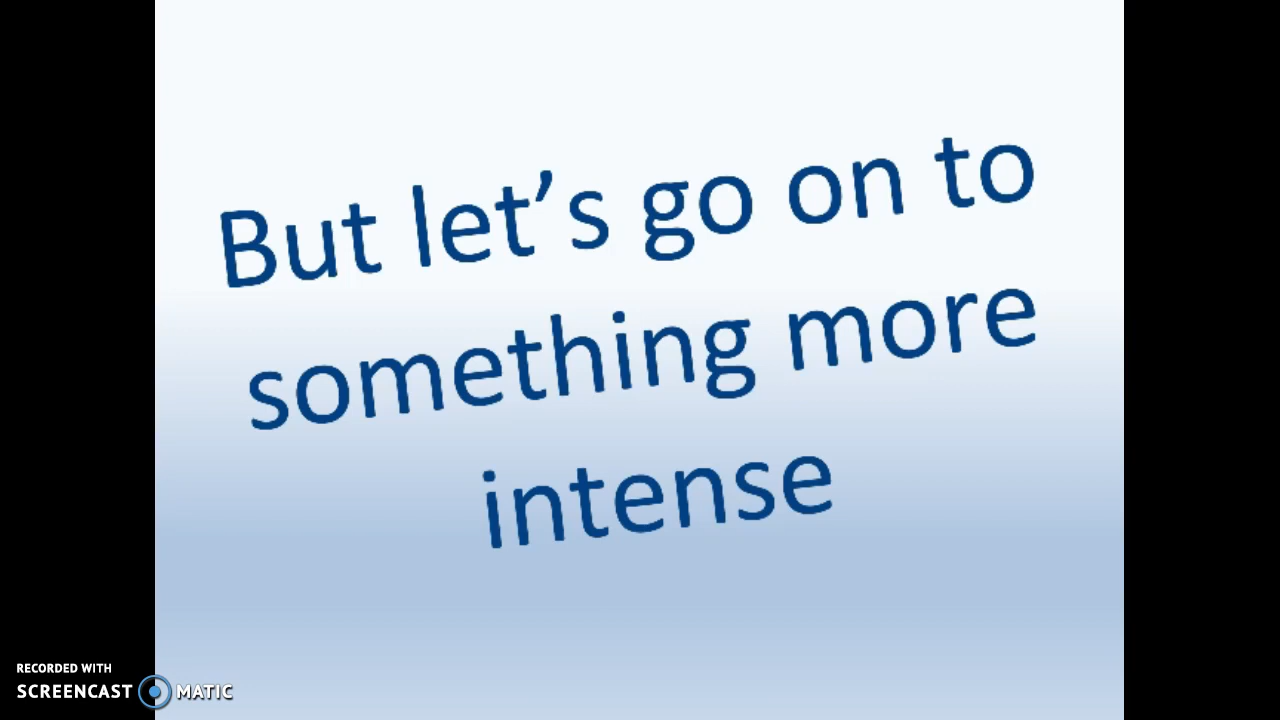 But let’s go on to
something more
intense
RECORDED WITH
SCREENCAST MATIC